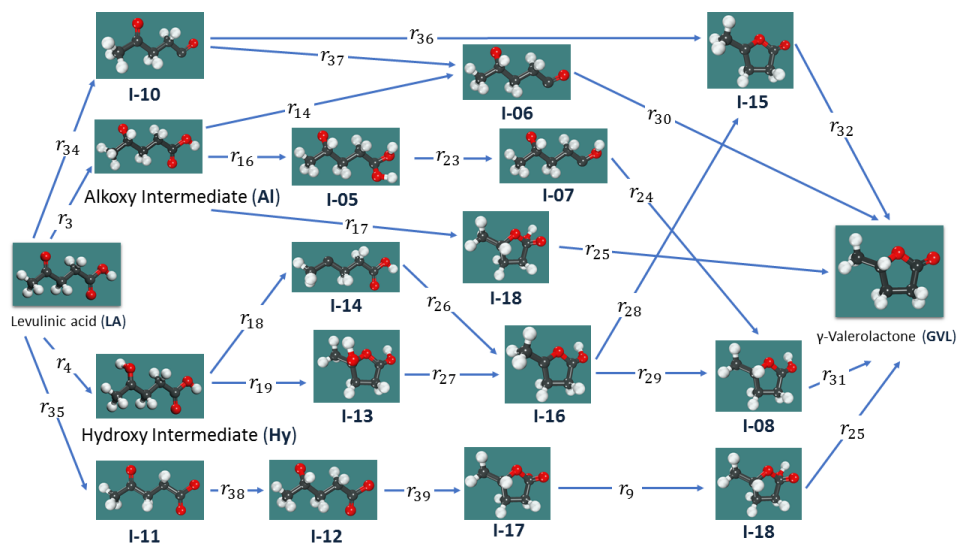 r36
I-15
r37
I-10
I-06
r34
r14
r30
r32
r16
r23
r3
Alkoxy Intermediate (Al)
I-05
I-07
r17
r24
r25
I-18
I-14
Levulinic acid (LA)
r18
r26
r28
γ-Valerolactone (GVL)
r4
r19
r27
r29
r31
I-13
I-16
I-08
r35
Hydroxy Intermediate (Hy)
r25
r38
r39
r9
I-11
I-12
I-17
I-18